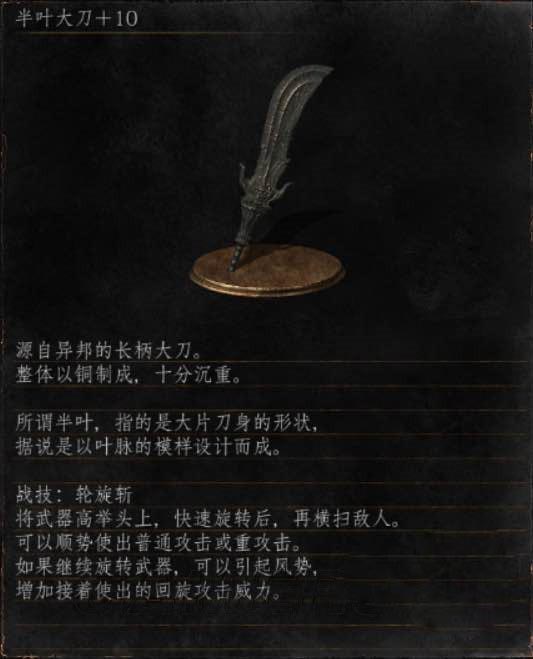 半叶大刀＋10
源自异邦的长柄大刀。
整体以铜制成，十分沉重。
所谓半叶，指的是大片刀身的形状，
据说是以叶脉的模样设计而成。
战技：轮旋斩
将武器高举头上，快速旋转后，再横扫敌人。
可以顺势使出普通攻击或重攻击。
如果继续旋转武器，可以引起风势，
增加接着使出的回旋攻击威力。